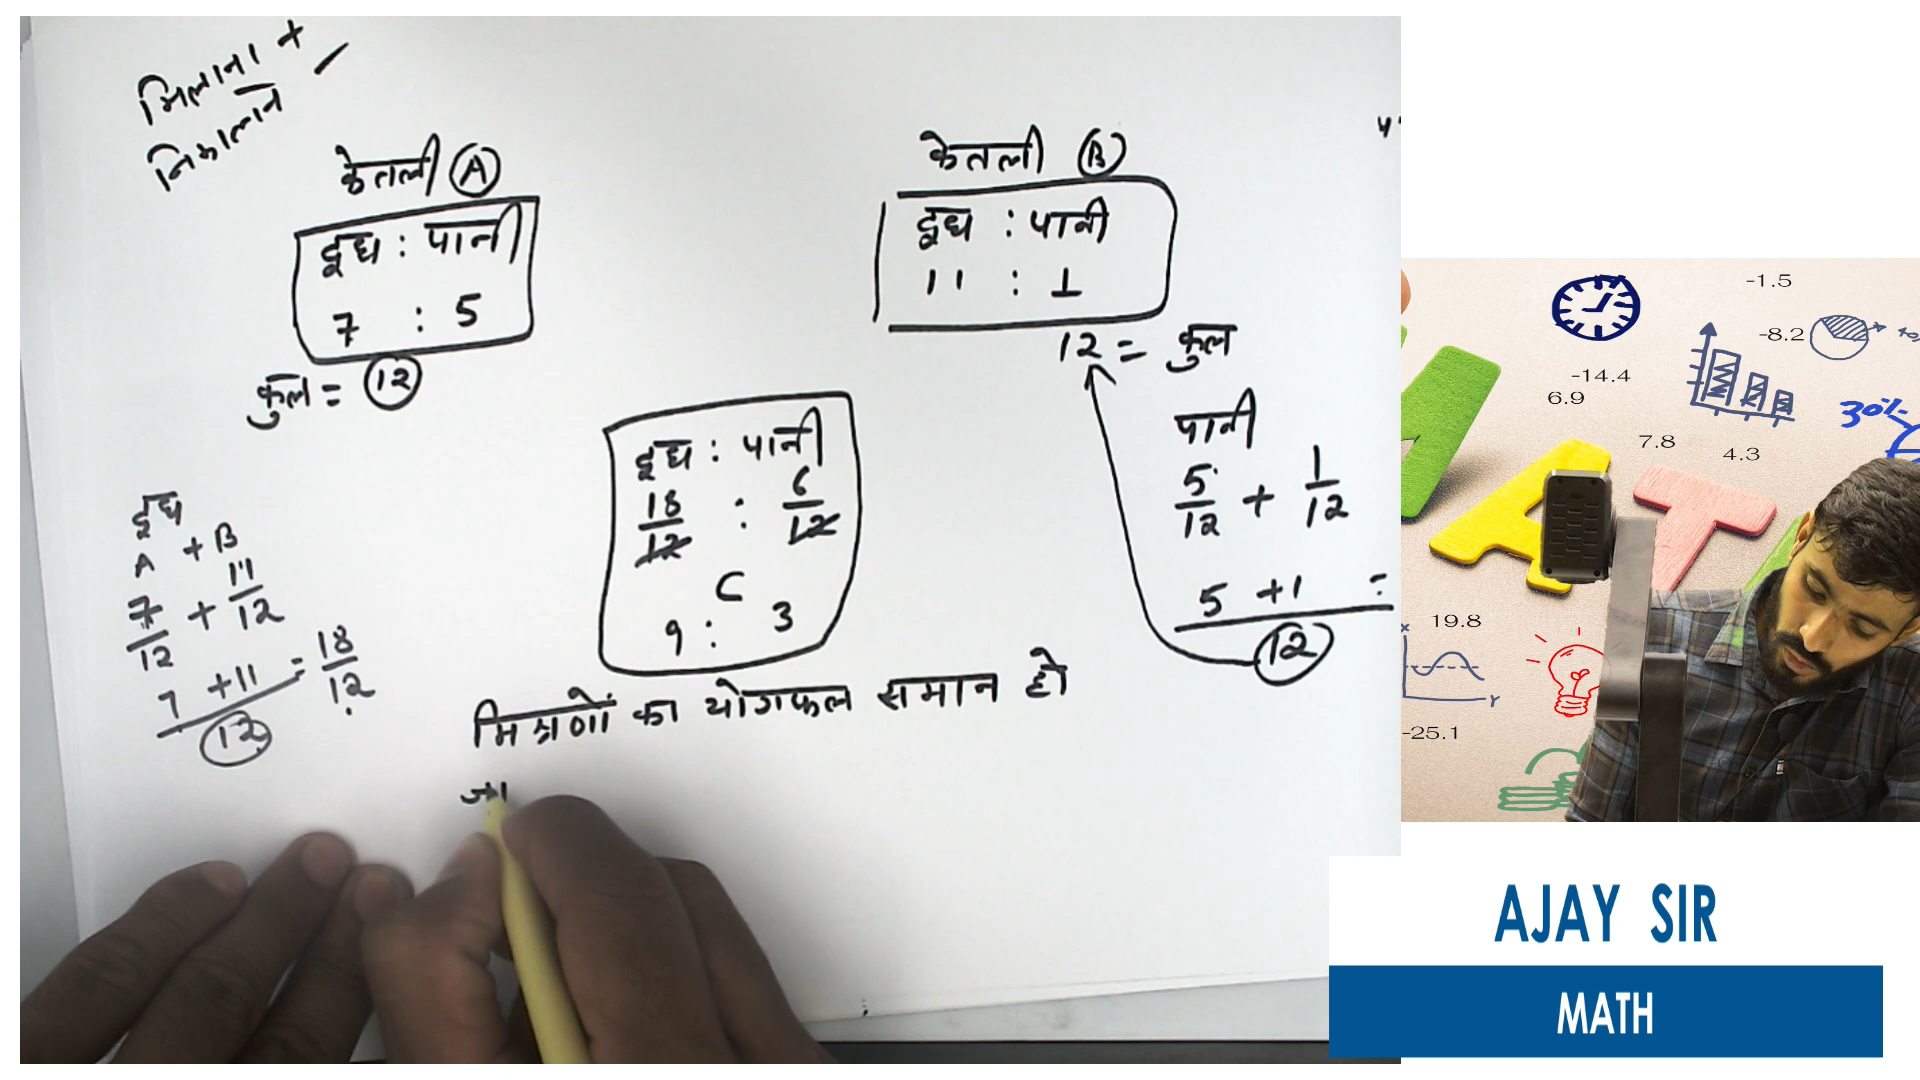 मिलाना +
निकालने -
केतली A
दूध : पानी
7 : 5
कुल = 12
केतली B
दूध : पानी
11 : 1
12 = कुल
दूध : पानी
18/12 : 6/12
C
9 : 3
दूध
A + B
7/12 + 11/12
7 + 11 = 18/12
12
पानी
5/12 + 1/12
5 + 1 =
12
मिश्रणों का योगफल समान हो
जा
-1.5
-8.2
-14.4
6.9
7.8
4.3
30%
19.8
x
Y
-25.1
A T
AJAY SIR
MATH